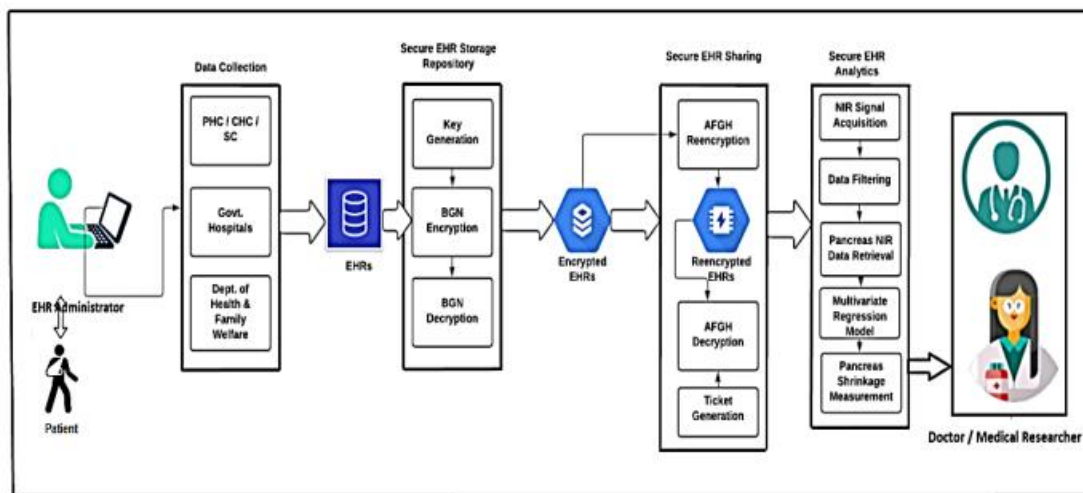 Data Collection
PHC / CHC /
SC
Govt.
Hospitals
Dept. of
Health &
Family
Welfare
EHR Administrator
Patient
EHRs
Secure EHR Storage
Repository
Key
Generation
BGN
Encryption
BGN
Decryption
Encrypted
EHRs
Secure EHR Sharing
AFGH
Reencryption
Reencrypted
EHRs
AFGH
Decryption
Ticket
Generation
Secure EHR
Analytics
NIR Signal
Acquisition
Data Filtering
Pancreas NIR
Data Retrieval
Multivariate
Regression
Model
Pancreas
Shrinkage
Measurement
Doctor / Medical Researcher